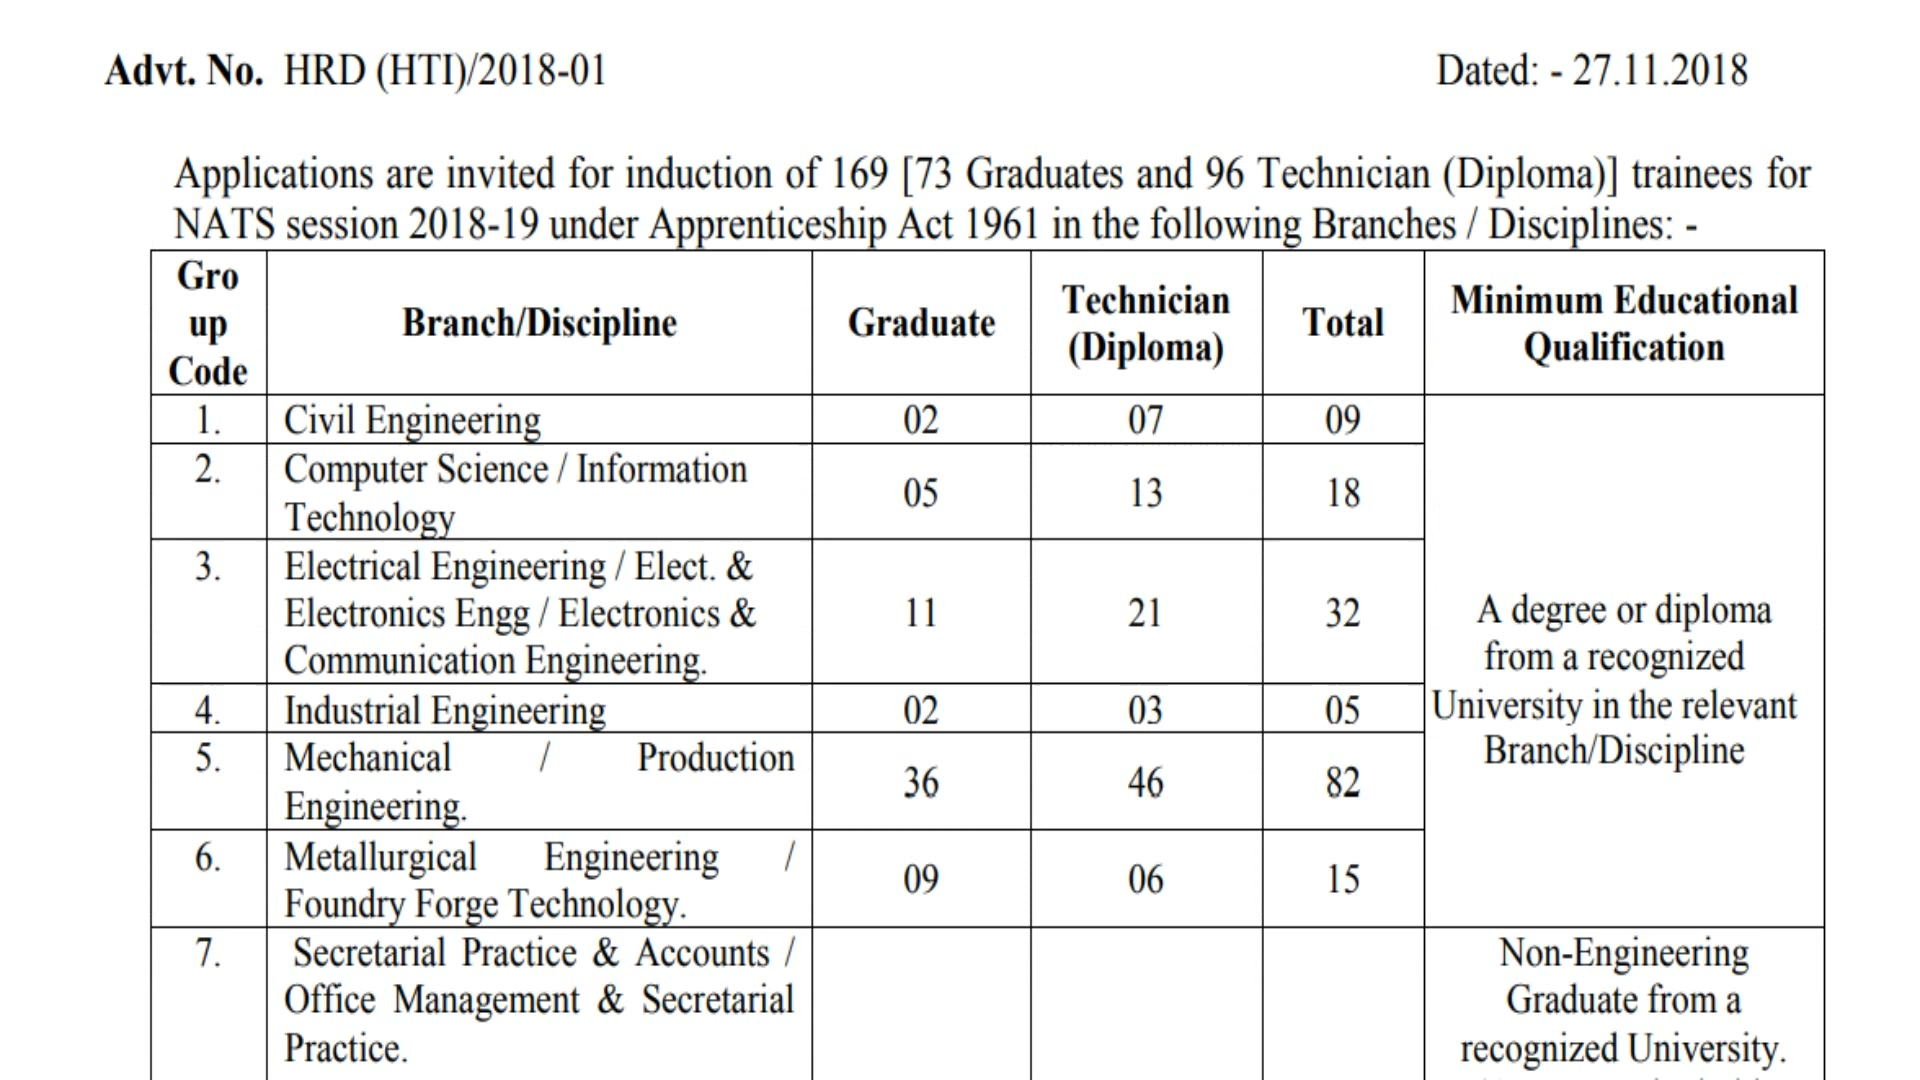 Advt. No. HRD (HTI)/2018-01 Dated: - 27.11.2018
Applications are invited for induction of 169 [73 Graduates and 96 Technician (Diploma)] trainees for
NATS session 2018-19 under Apprenticeship Act 1961 in the following Branches / Disciplines: -
Gro
up
Code
Branch/Discipline
Graduate
Technician
(Diploma)
Total
Minimum Educational
Qualification
1. Civil Engineering 02 07 09
2. Computer Science / Information
Technology
05 13 18
3. Electrical Engineering / Elect. &
Electronics Engg / Electronics &
Communication Engineering.
11 21 32
4. Industrial Engineering 02 03 05
5. Mechanical / Production
Engineering.
36 46 82
6. Metallurgical Engineering /
Foundry Forge Technology.
09 06 15
A degree or diploma
from a recognized
University in the relevant
Branch/Discipline
7. Secretarial Practice & Accounts /
Office Management & Secretarial
Practice.
Non-Engineering
Graduate from a
recognized University.